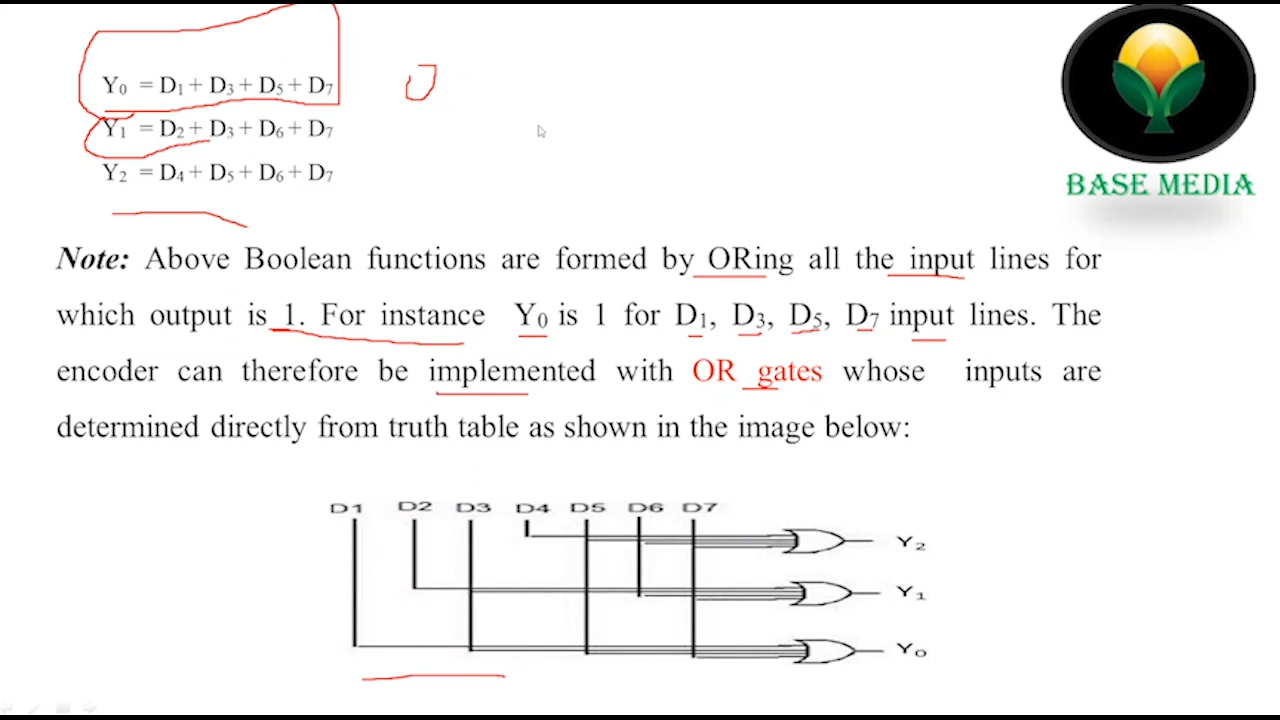 Y₀ = D₁ + D₃ + D₅ + D₇
Y₁ = D₂ + D₃ + D₆ + D₇
Y₂ = D₄ + D₅ + D₆ + D₇
BASE MEDIA
Note: Above Boolean functions are formed by ORing all the input lines for
which output is 1. For instance Y₀ is 1 for D₁, D₃, D₅, D₇ input lines. The
encoder can therefore be implemented with OR gates whose inputs are
determined directly from truth table as shown in the image below:
D1 D2 D3 D4 D5 D6 D7
Y₂
Y₁
Y₀